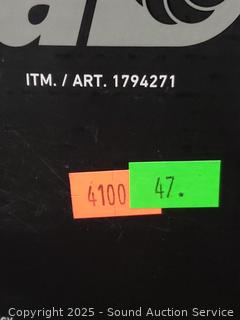 ITM. / ART. 1794271
4100
47.
Copyright 2025 - Sound Auction Service